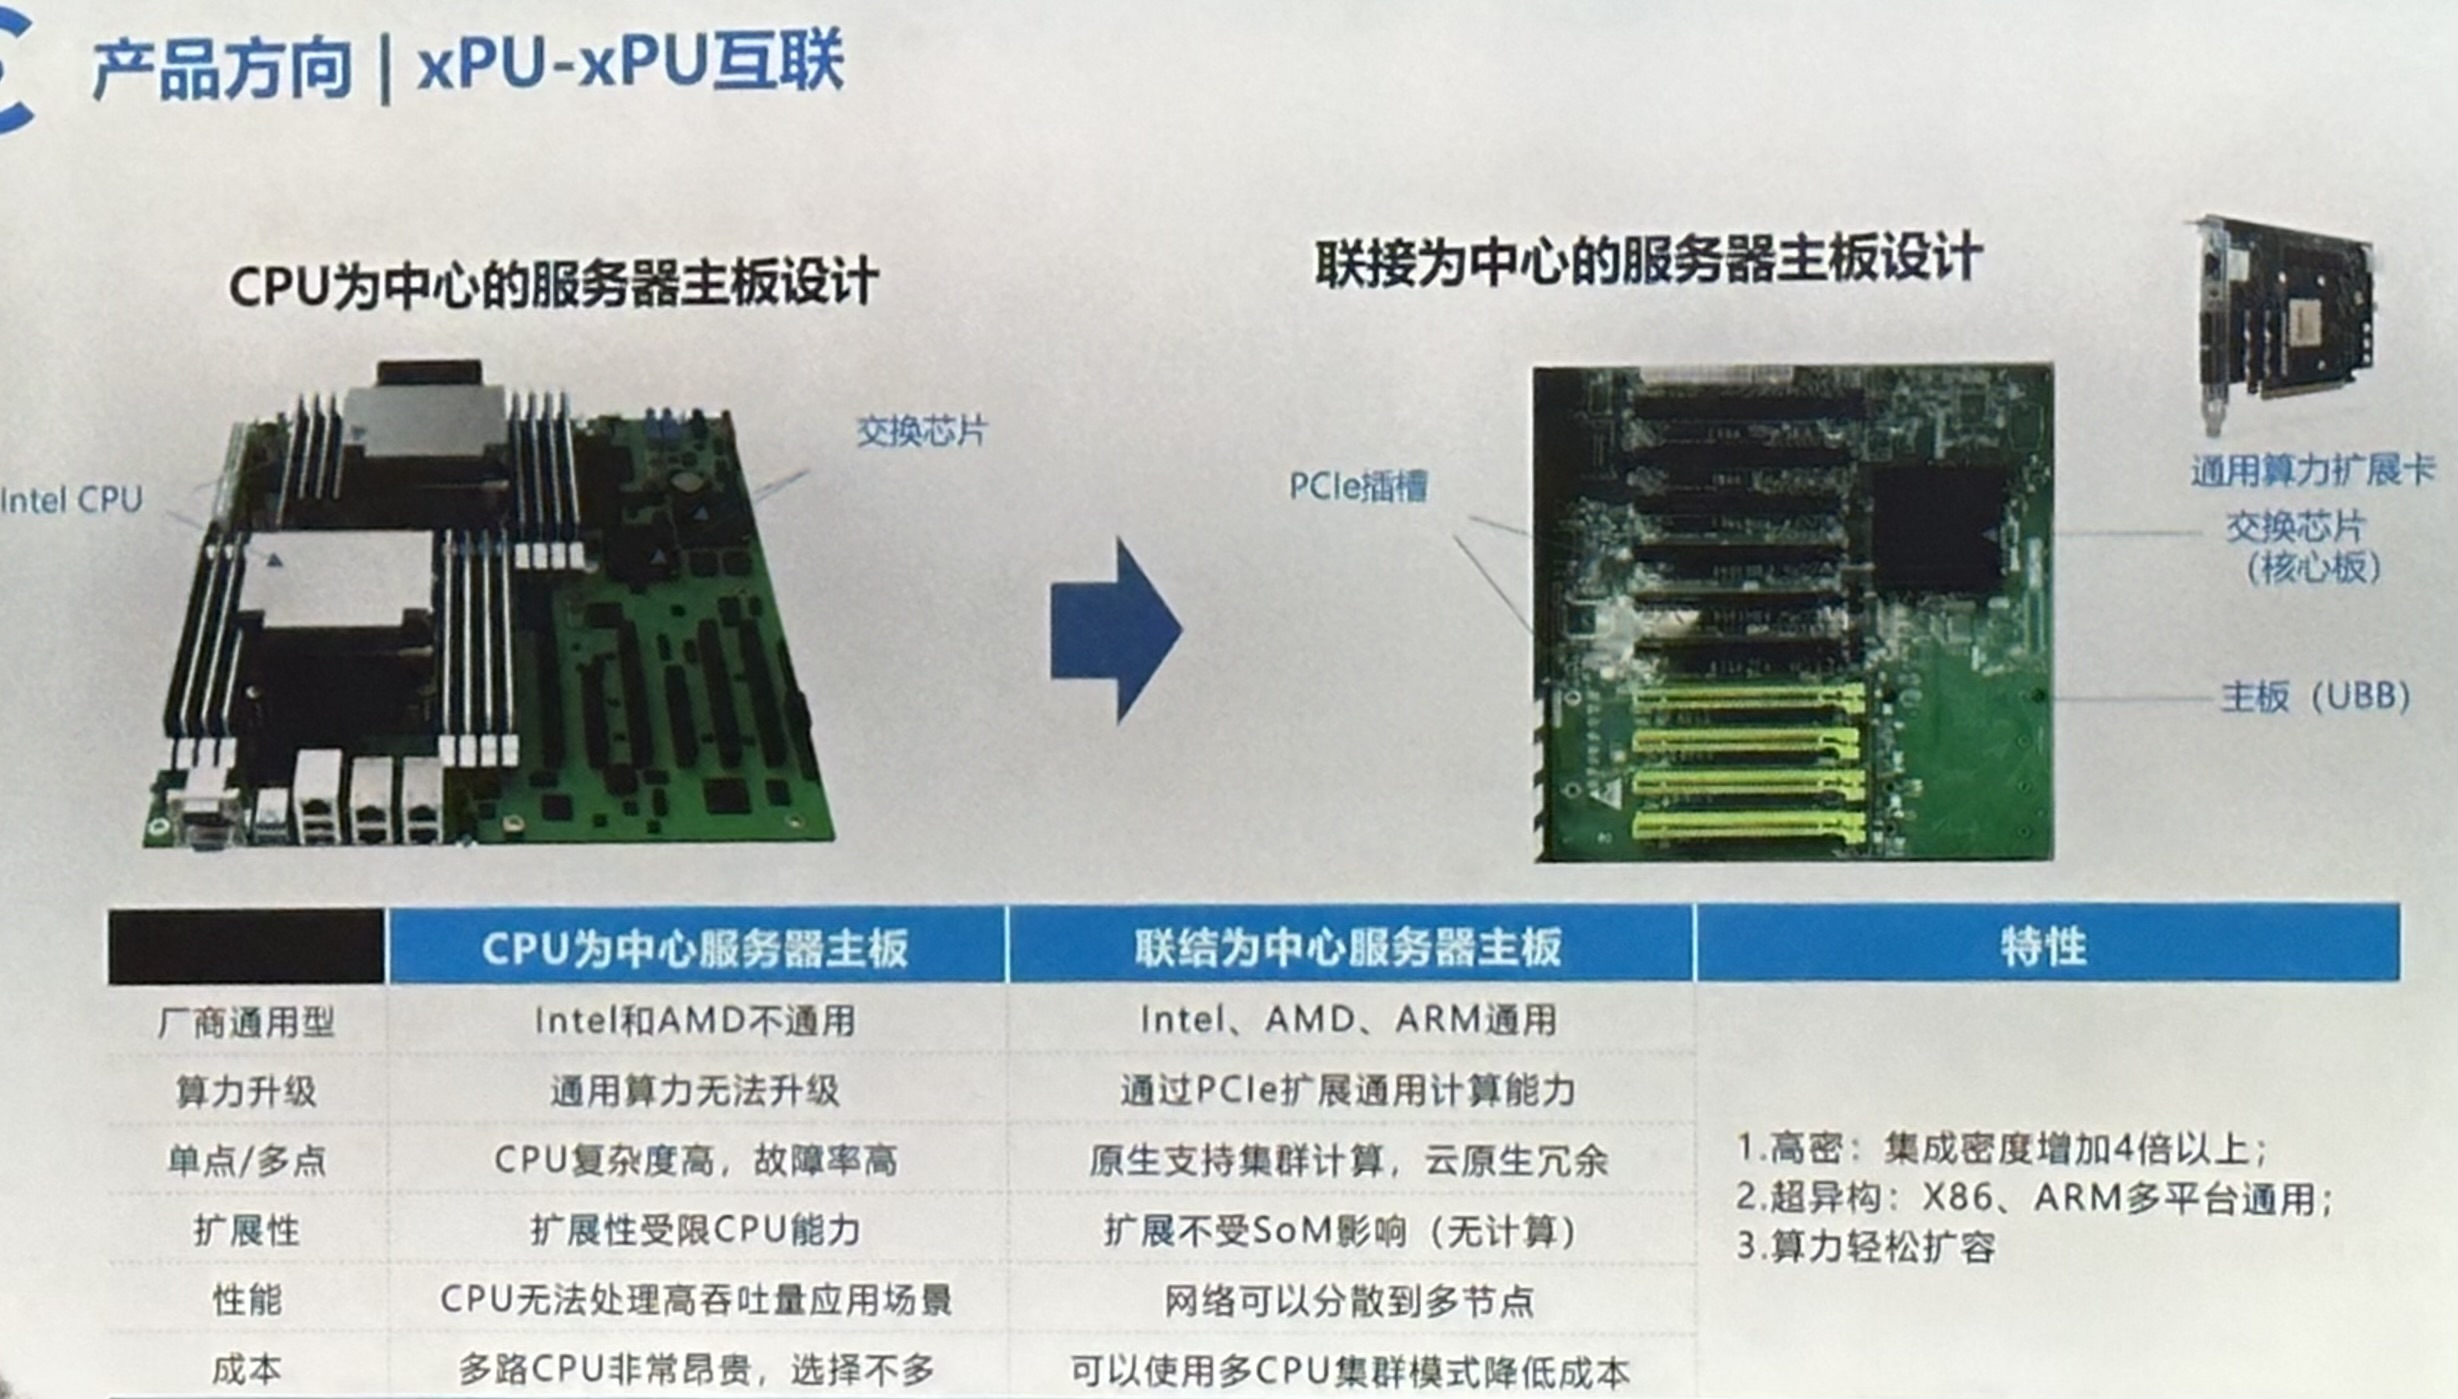 产品方向 | xPU-xPU互联
CPU为中心的服务器主板设计
联接为中心的服务器主板设计
Intel CPU
交换芯片
PCIe插槽
通用算力扩展卡
交换芯片
（核心板）
主板（UBB）
CPU为中心服务器主板 联结为中心服务器主板 特性
厂商通用型 Intel和AMD不通用 Intel、AMD、ARM通用
算力升级 通用算力无法升级 通过PCIe扩展通用计算能力
单点/多点 CPU复杂度高，故障率高 原生支持集群计算，云原生冗余
扩展性 扩展性受限CPU能力 扩展不受SoM影响（无计算）
性能 CPU无法处理高吞吐量应用场景 网络可以分散到多节点
成本 多路CPU非常昂贵，选择不多 可以使用多CPU集群模式降低成本
1.高密：集成密度增加4倍以上；
2.超异构：X86、ARM多平台通用；
3.算力轻松扩容